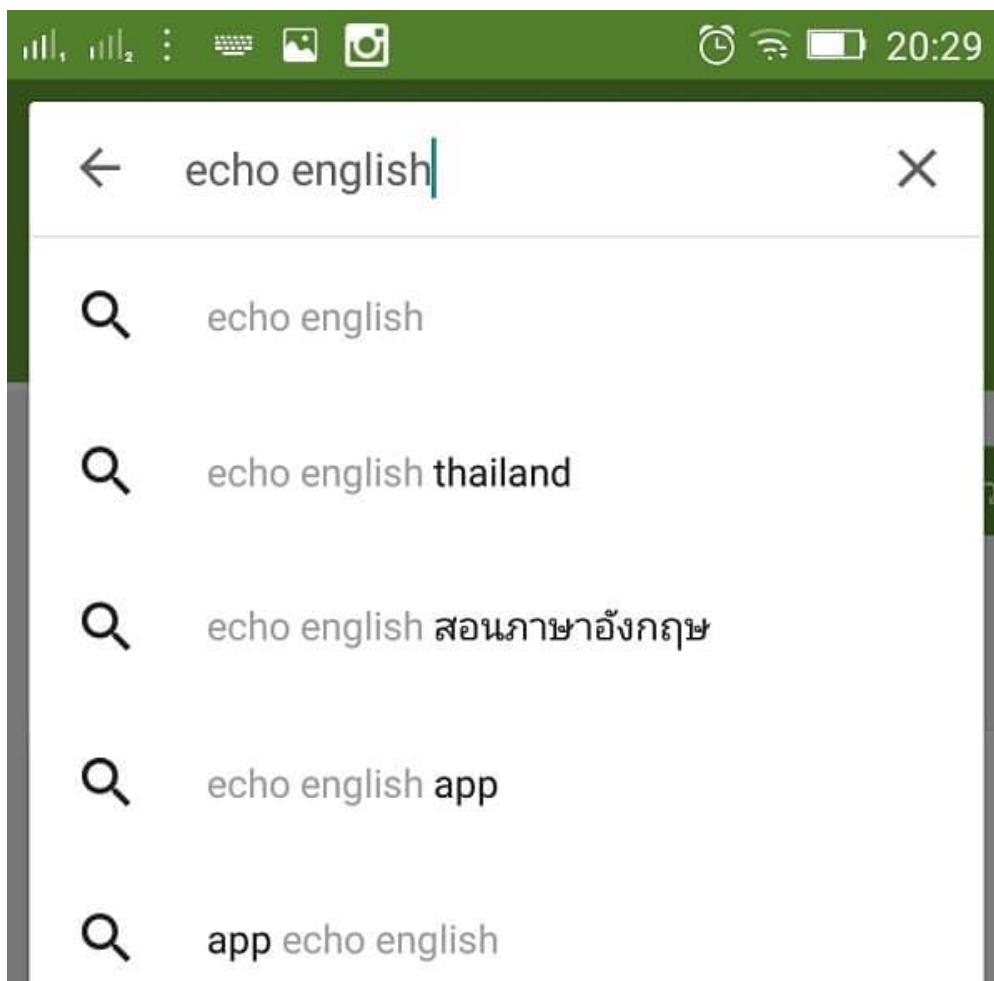 20:29
echo english
echo english
echo english thailand
echo english สอนภาษาอังกฤษ
echo english app
app echo english